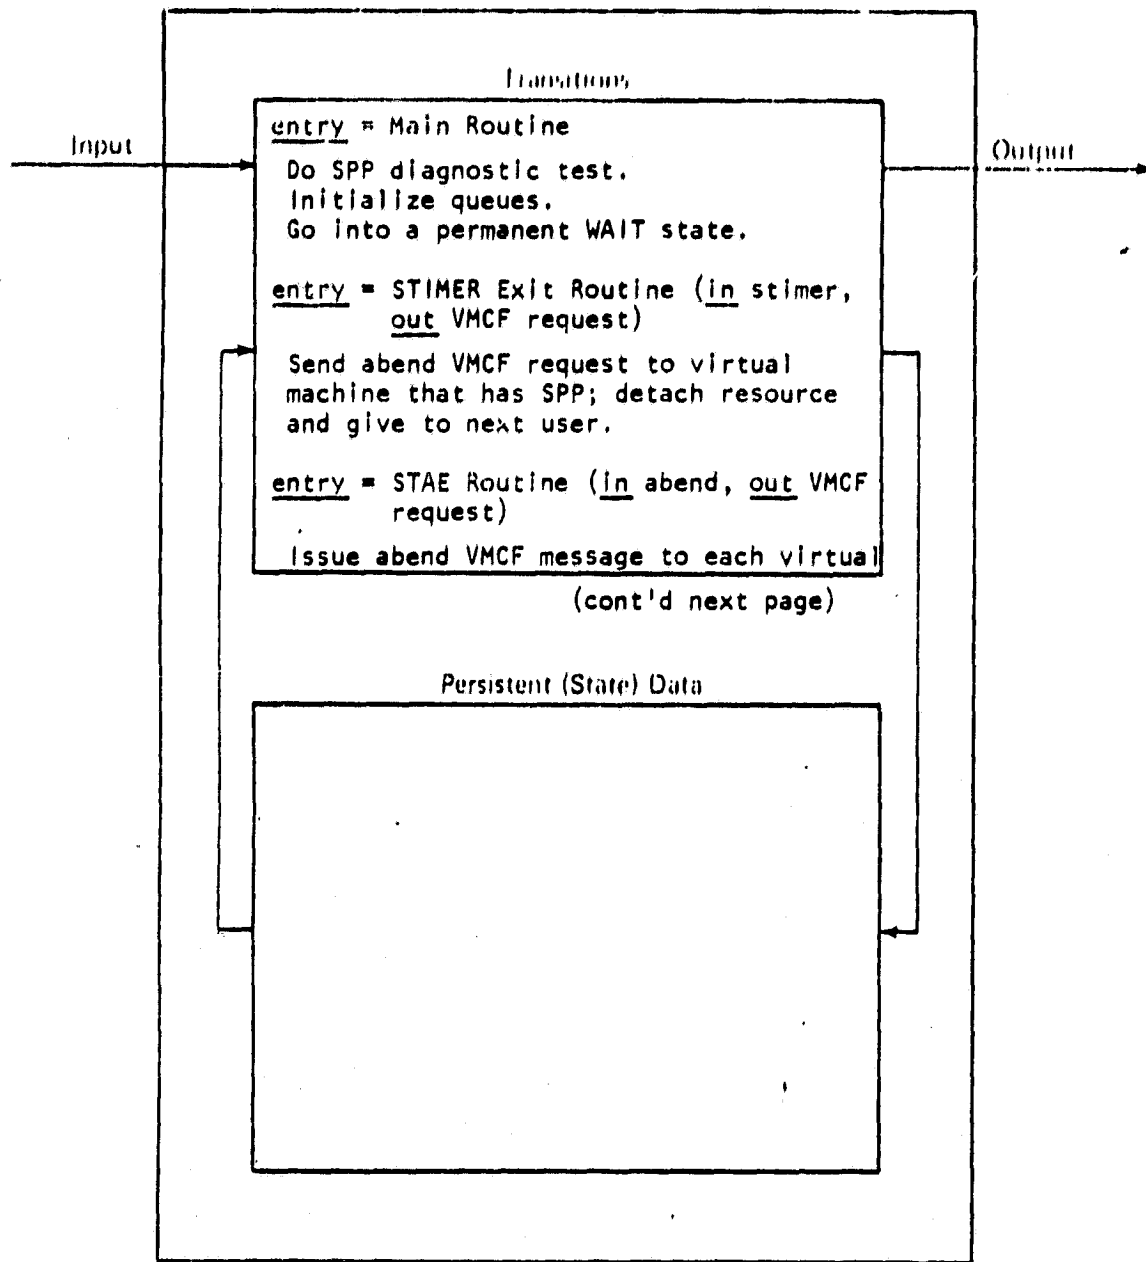 Transitions
Input
Output
entry = Main Routine
Do SPP diagnostic test.
Initialize queues.
Go into a permanent WAIT state.
entry = STIMER Exit Routine (in stimer,
out VMCF request)
Send abend VMCF request to virtual
machine that has SPP; detach resource
and give to next user.
entry = STAE Routine (in abend, out VMCF
request)
Issue abend VMCF message to each virtual
(cont'd next page)
Persistent (State) Data